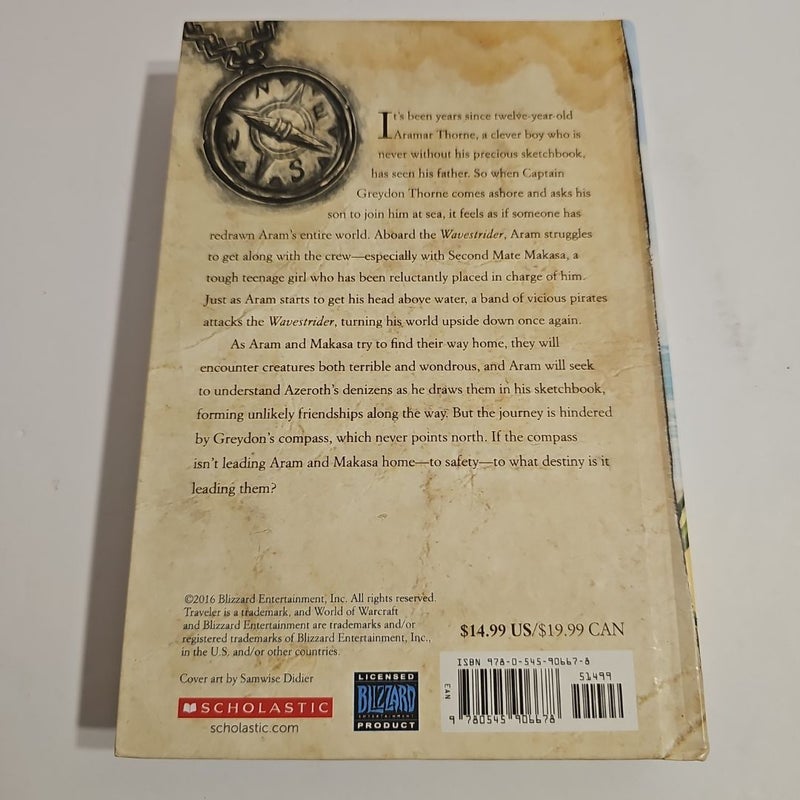 N
E
S
W
It's been years since twelve-year-old
Aramar Thorne, a clever boy who is
never without his precious sketchbook,
has seen his father. So when Captain
Greydon Thorne comes ashore and asks his
son to join him at sea, it feels as if someone has
redrawn Aram's entire world. Aboard the Wavestrider, Aram struggles
to get along with the crew—especially with Second Mate Makasa, a
tough teenage girl who has been reluctantly placed in charge of him.
Just as Aram starts to get his head above water, a band of vicious pirates
attacks the Wavestrider, turning his world upside down once again.
As Aram and Makasa try to find their way home, they will
encounter creatures both terrible and wondrous, and Aram will seek
to understand Azeroth's denizens as he draws them in his sketchbook,
forming unlikely friendships along the way. But the journey is hindered
by Greydon's compass, which never points north. If the compass
isn't leading Aram and Makasa home—to safety—to what destiny is it
leading them?
©2016 Blizzard Entertainment, Inc. All rights reserved.
Traveler is a trademark, and World of Warcraft
and Blizzard Entertainment are trademarks and/or
registered trademarks of Blizzard Entertainment, Inc.,
in the U.S. and/or other countries.
Cover art by Samwise Didier
SCHOLASTIC
scholastic.com
LICENSED
BLIZZARD
ENTERTAINMENT
PRODUCT
$14.99 US/$19.99 CAN
ISBN 978-0-545-90667-8
51499
EAN
9 780545 906678